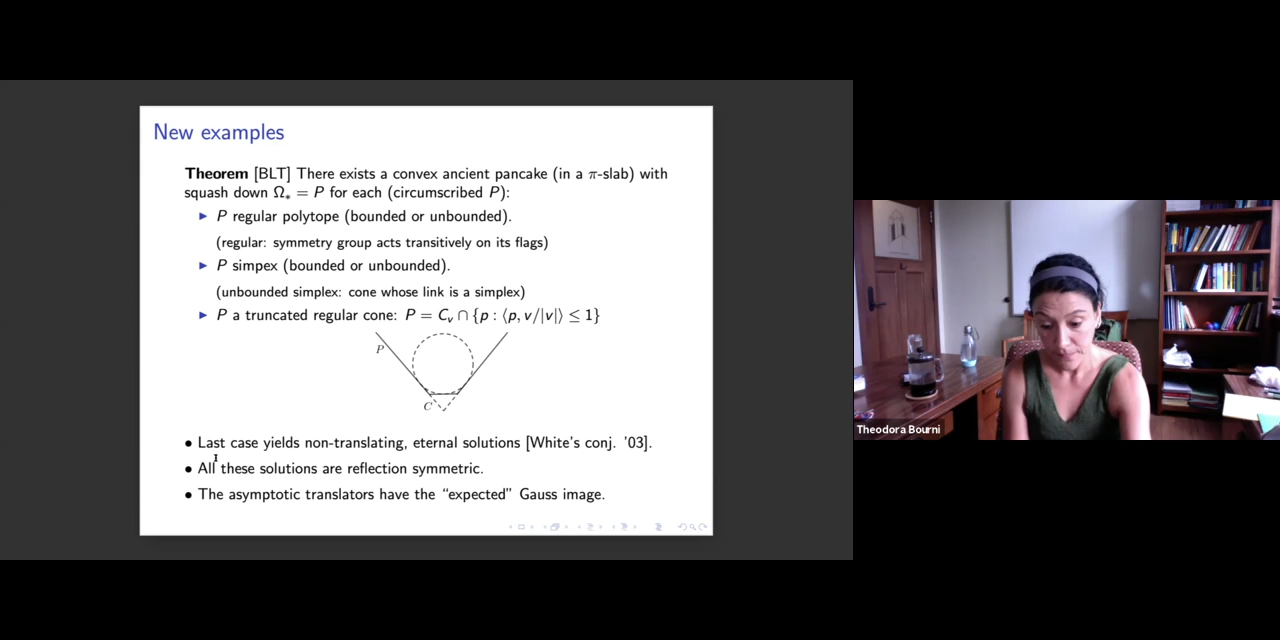 New examples
Theorem [BLT] There exists a convex ancient pancake (in a π-slab) with
squash down Ω∗ = P for each (circumscribed P):
▶ P regular polytope (bounded or unbounded).
(regular: symmetry group acts transitively on its flags)
▶ P simpex (bounded or unbounded).
(unbounded simplex: cone whose link is a simplex)
▶ P a truncated regular cone: P = Cᵥ ∩ {p : ⟨p, v/|v|⟩ ≤ 1}
P
C
• Last case yields non-translating, eternal solutions [White's conj. '03].
• All these solutions are reflection symmetric.
• The asymptotic translators have the “expected” Gauss image.
Theodora Bourni